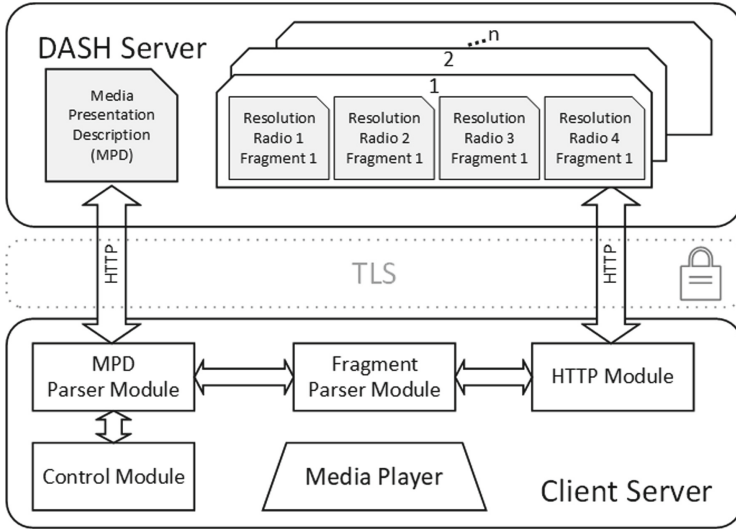 DASH Server
...n
2
1
Media
Presentation
Description
(MPD)
Resolution
Radio 1
Fragment 1
Resolution
Radio 2
Fragment 1
Resolution
Radio 3
Fragment 1
Resolution
Radio 4
Fragment 1
HTTP
TLS
HTTP
MPD
Parser Module
Fragment
Parser Module
HTTP Module
Control Module
Media Player
Client Server